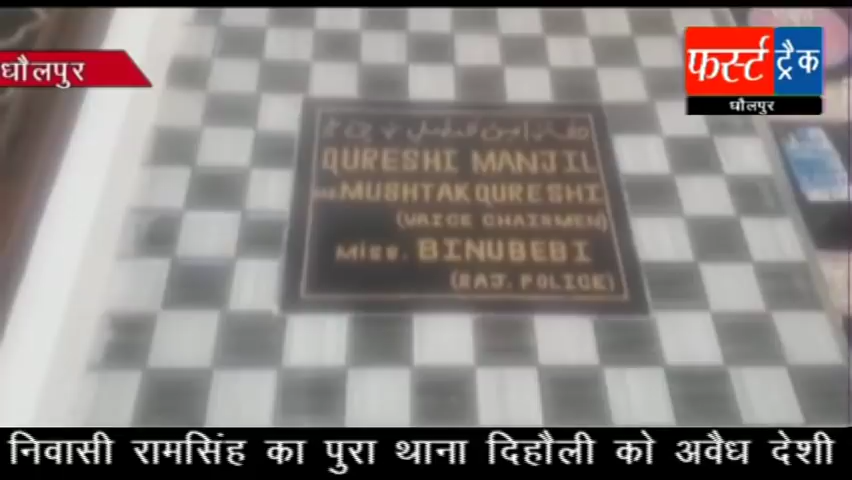 धौलपुर
फर्स्ट ट्रैक
धौलपुर
QURESHI MANJIL
MUSHTAK QURESHI
(VAICE CHAIRMEN)
MISS. BINUBEBI
(RAJ. POLICE)
निवासी रामसिंह का पुरा थाना दिहौली को अवैध देशी